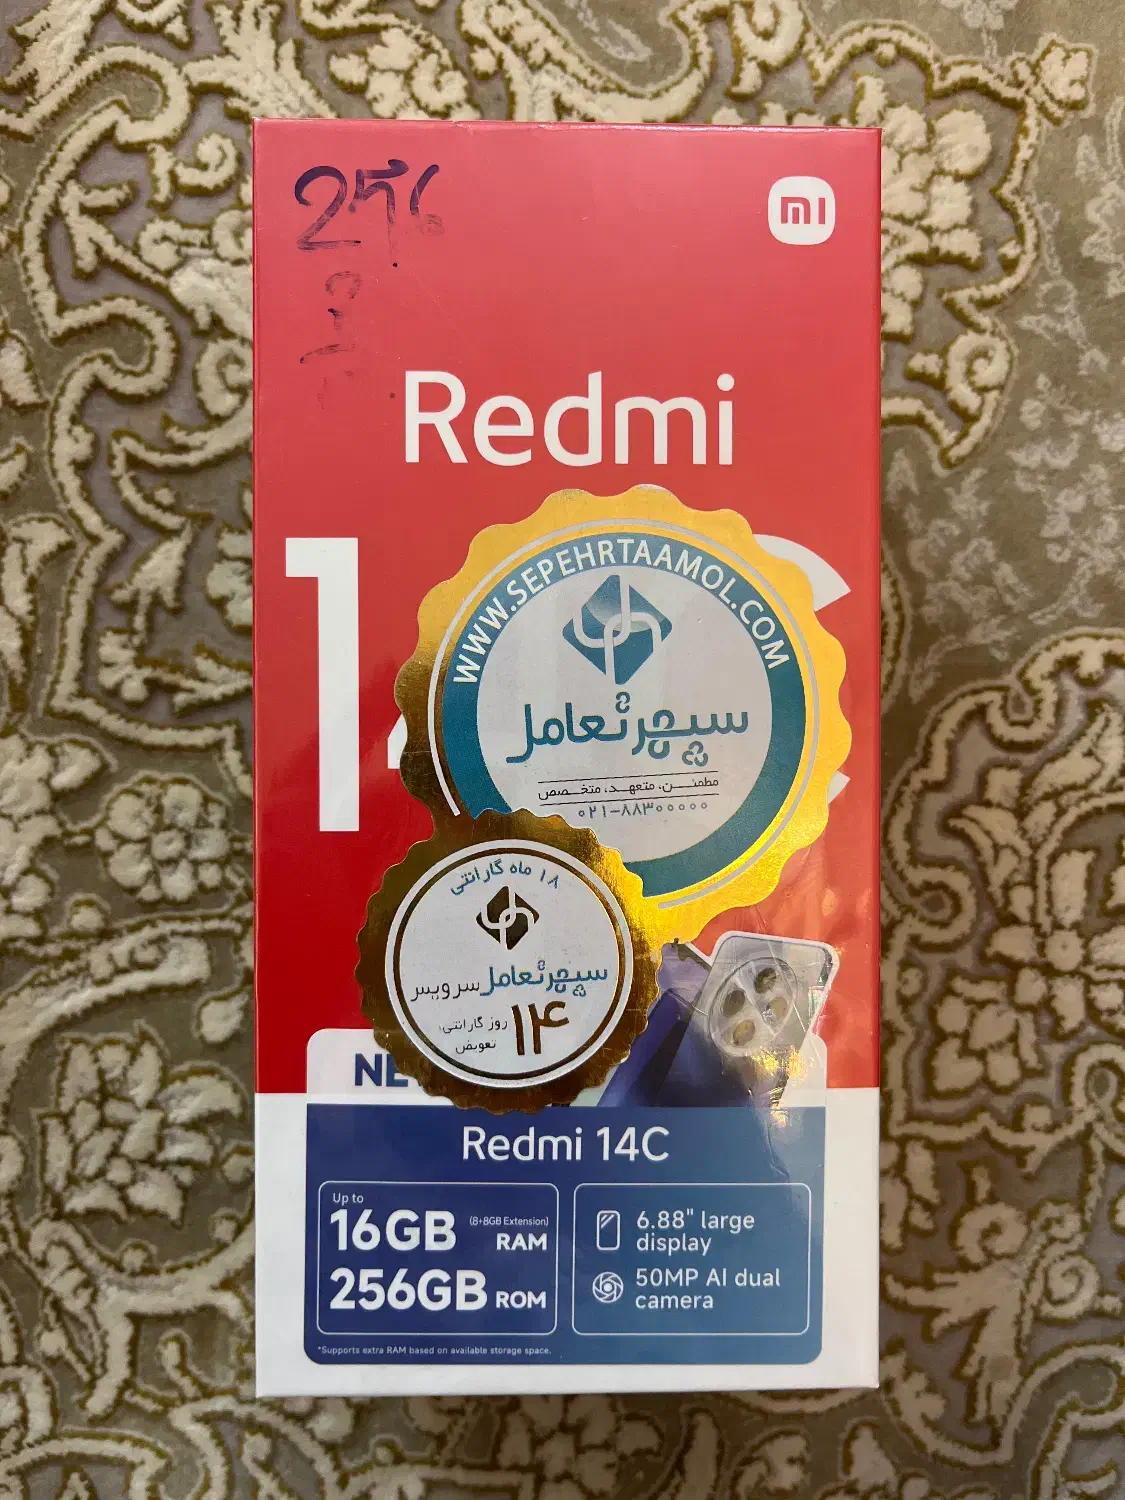 256
mi
Redmi
1
C
WWW.SEPEHRTAAMOL.COM
سپهرتعامل
مطمئن، متعهد، متخصص
۰۲۱-۸۸۳۰۰۰۰۰
۱۸ ماه گارانتی
سپهرتعامل سرویس
۱۴ روز گارانتی
تعویض
NE
Redmi 14C
Up to
16GB (8+8GB Extension) RAM
256GB ROM
6.88" large
display
50MP AI dual
camera
*Supports extra RAM based on available storage space.